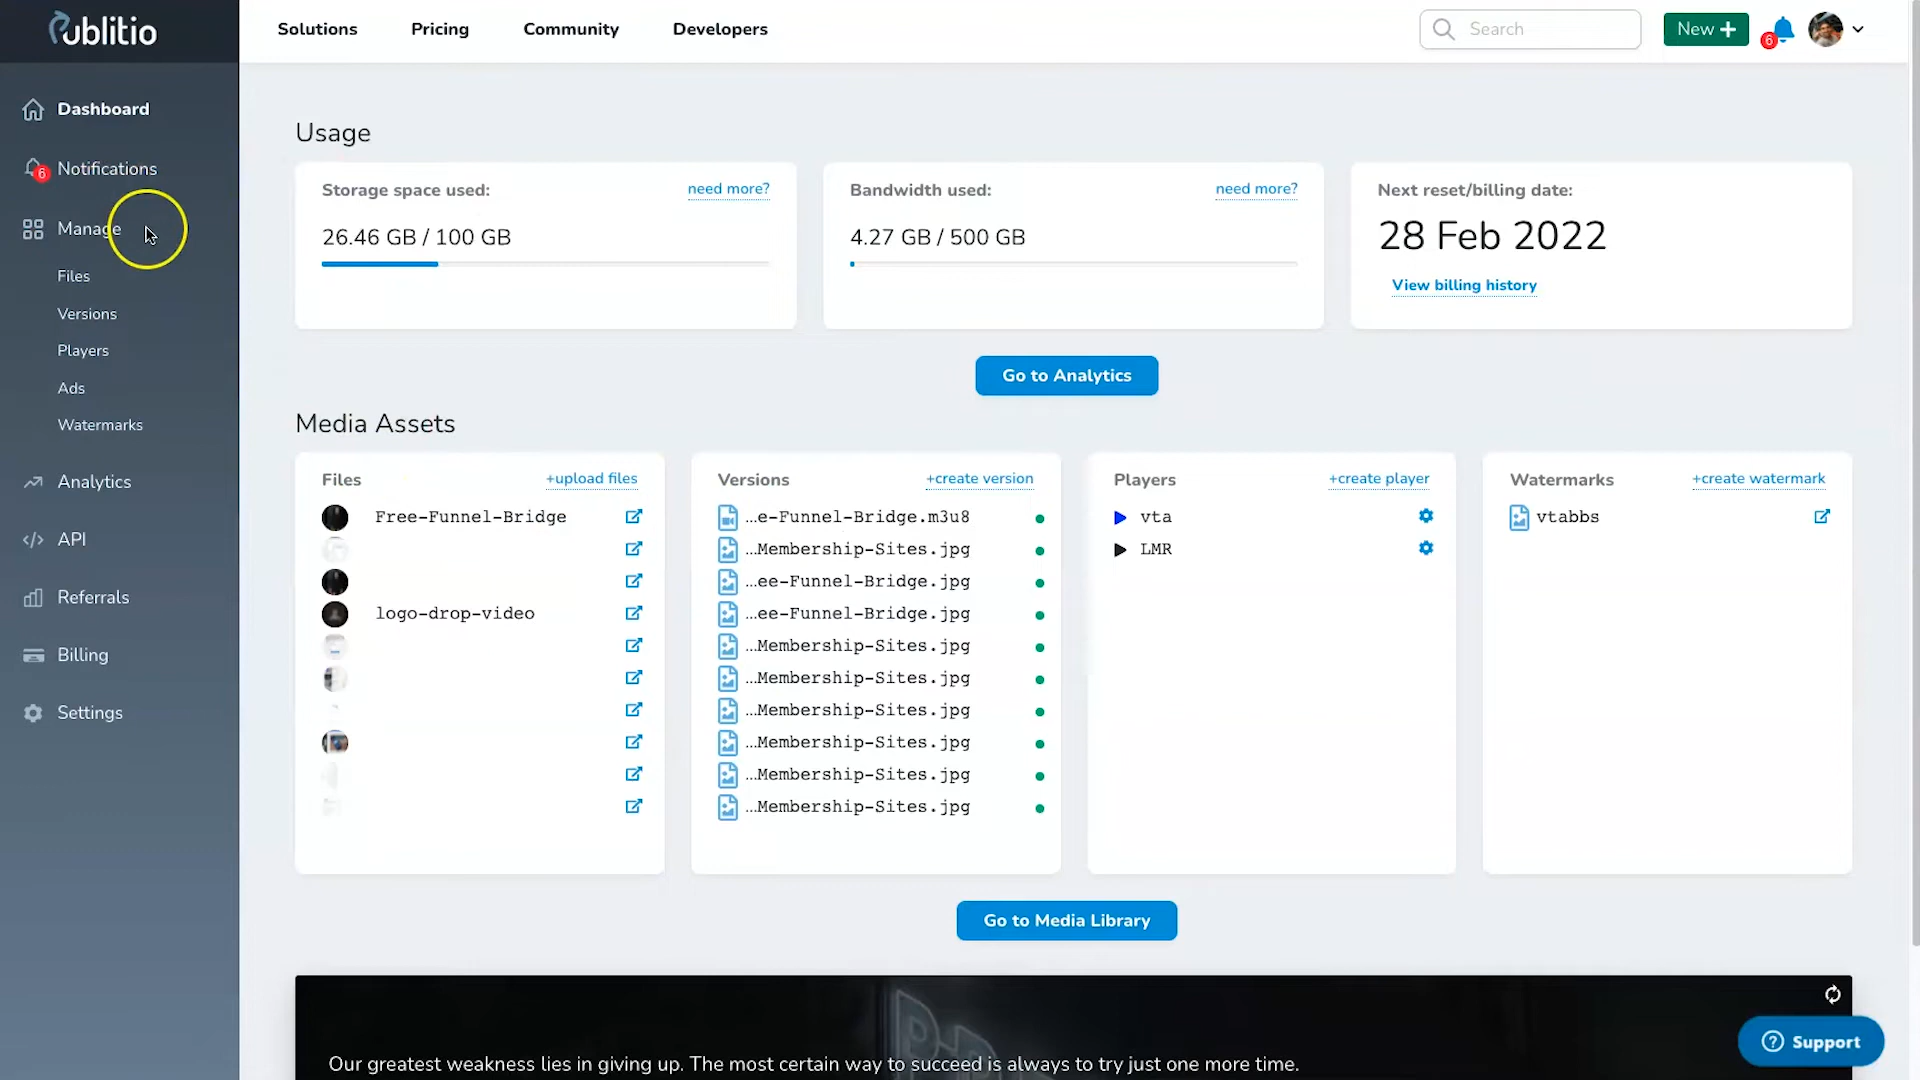 Publitio
Solutions
Pricing
Community
Developers
Search
New +
6
Dashboard
6
Notifications
Manage
Files
Versions
Players
Ads
Watermarks
Analytics
API
Referrals
Billing
Settings
Usage
Storage space used:
need more?
26.46 GB / 100 GB
Bandwidth used:
need more?
4.27 GB / 500 GB
Next reset/billing date:
28 Feb 2022
View billing history
Go to Analytics
Media Assets
Files
+upload files
Free-Funnel-Bridge
logo-drop-video
Versions
+create version
...e-Funnel-Bridge.m3u8
...Membership-Sites.jpg
...ee-Funnel-Bridge.jpg
...ee-Funnel-Bridge.jpg
...Membership-Sites.jpg
...Membership-Sites.jpg
...Membership-Sites.jpg
...Membership-Sites.jpg
...Membership-Sites.jpg
...Membership-Sites.jpg
Players
+create player
vta
LMR
Watermarks
+create watermark
vtabbs
Go to Media Library
Our greatest weakness lies in giving up. The most certain way to succeed is always to try just one more time.
Support